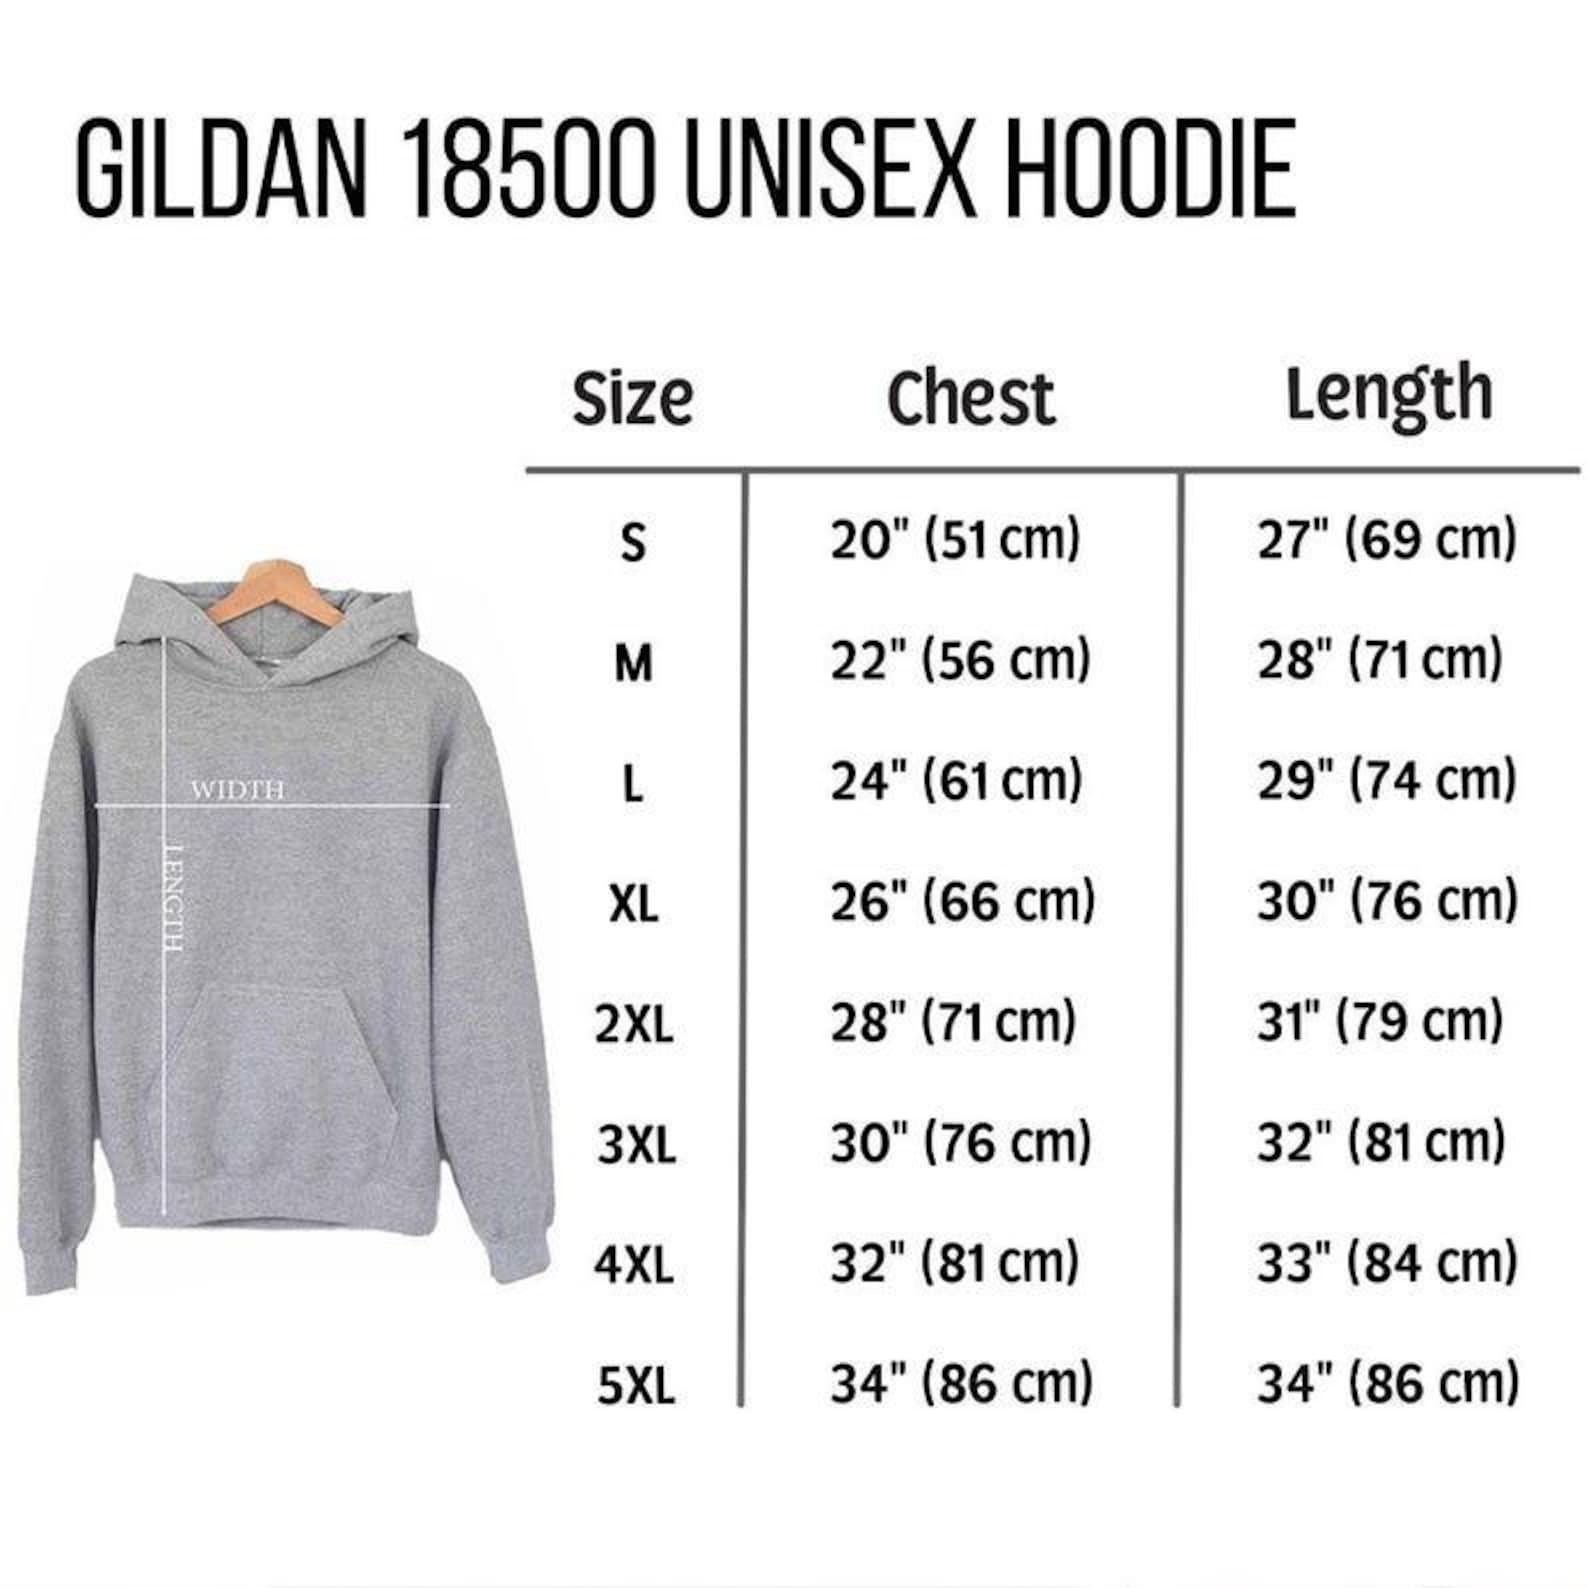 GILDAN 18500 UNISEX HOODIE
Size Chest Length
S 20" (51 cm) 27" (69 cm)
M 22" (56 cm) 28" (71 cm)
L 24" (61 cm) 29" (74 cm)
XL 26" (66 cm) 30" (76 cm)
2XL 28" (71 cm) 31" (79 cm)
3XL 30" (76 cm) 32" (81 cm)
4XL 32" (81 cm) 33" (84 cm)
5XL 34" (86 cm) 34" (86 cm)
WIDTH
LENGTH